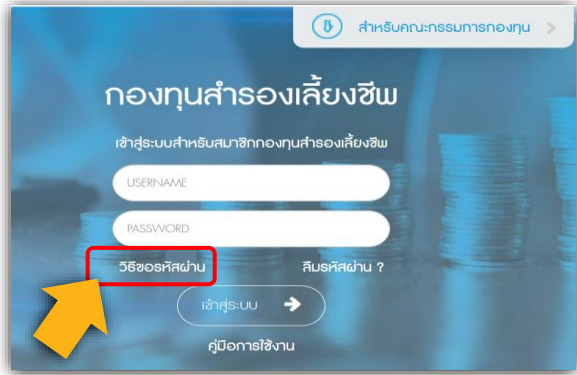 สำหรับคณะกรรมการกองทุน
กองทุนสำรองเลี้ยงชีพ
เข้าสู่ระบบสำหรับสมาชิกกองทุนสำรองเลี้ยงชีพ
USERNAME
PASSWORD
วิธีขอรหัสผ่าน ลืมรหัสผ่าน ?
เข้าสู่ระบบ
คู่มือการใช้งาน